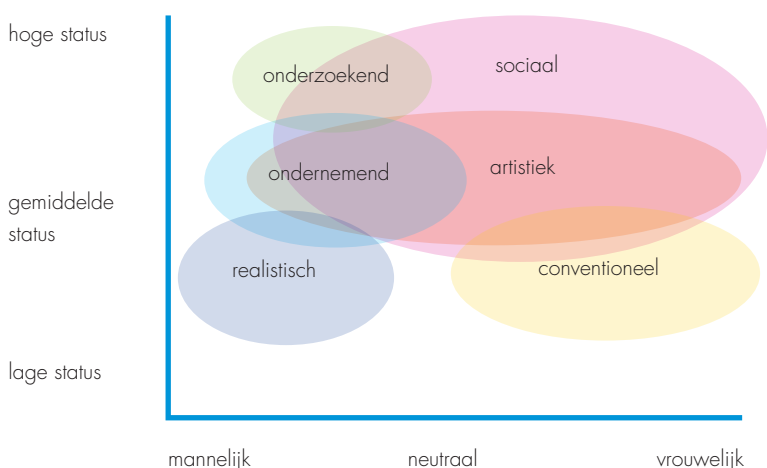 hoge status
onderzoekend
sociaal
ondernemend
artistiek
gemiddelde
status
realistisch
conventioneel
lage status
mannelijk
neutraal
vrouwelijk